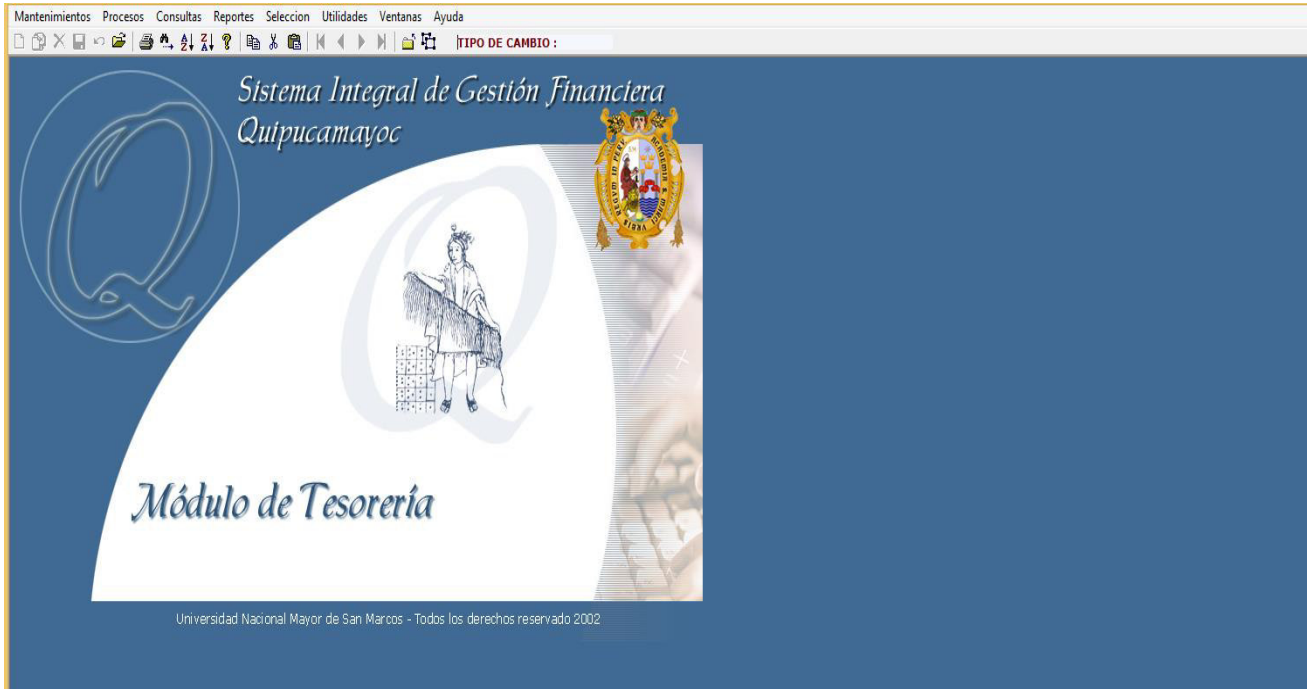 Mantenimientos Procesos Consultas Reportes Seleccion Utilidades Ventanas Ayuda
TIPO DE CAMBIO :
Sistema Integral de Gestión Financiera
Quipucamayoc
Módulo de Tesorería
Universidad Nacional Mayor de San Marcos - Todos los derechos reservado 2002